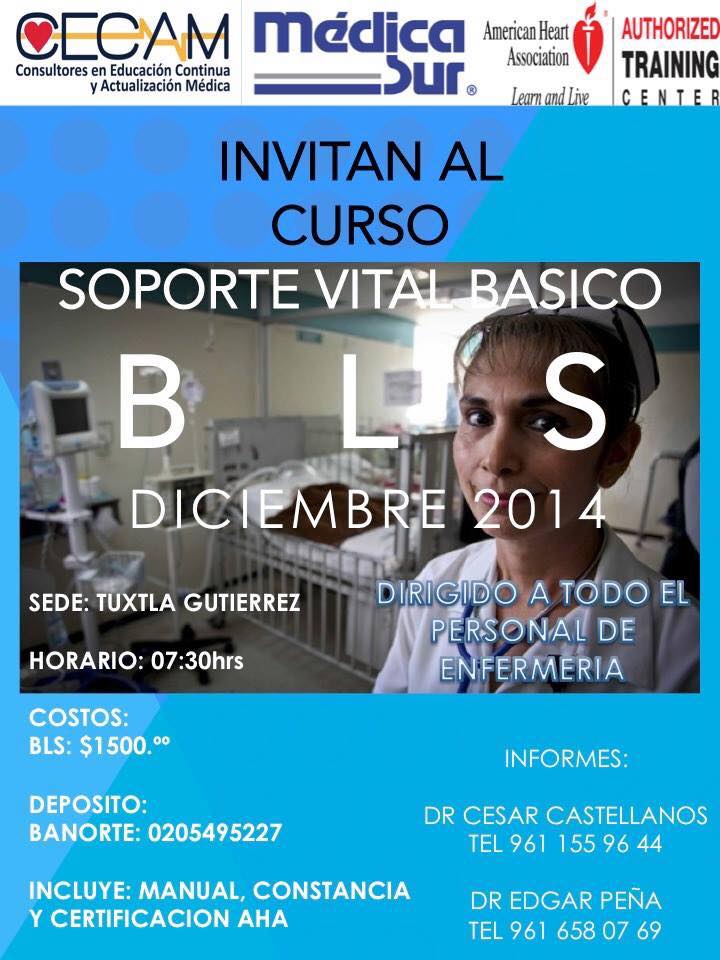 CECAM
Consultores en Educación Continua
y Actualización Médica
Médica
Sur®
American Heart
Association®
Learn and Live
AUTHORIZED
TRAINING
CENTER
INVITAN AL
CURSO
SOPORTE VITAL BASICO
B L S
DICIEMBRE 2014
SEDE: TUXTLA GUTIERREZ
HORARIO: 07:30hrs
DIRIGIDO A TODO EL
PERSONAL DE
ENFERMERIA
COSTOS:
BLS: $1500.ºº
DEPOSITO:
BANORTE: 0205495227
INCLUYE: MANUAL, CONSTANCIA
Y CERTIFICACION AHA
INFORMES:
DR CESAR CASTELLANOS
TEL 961 155 96 44
DR EDGAR PEÑA
TEL 961 658 07 69